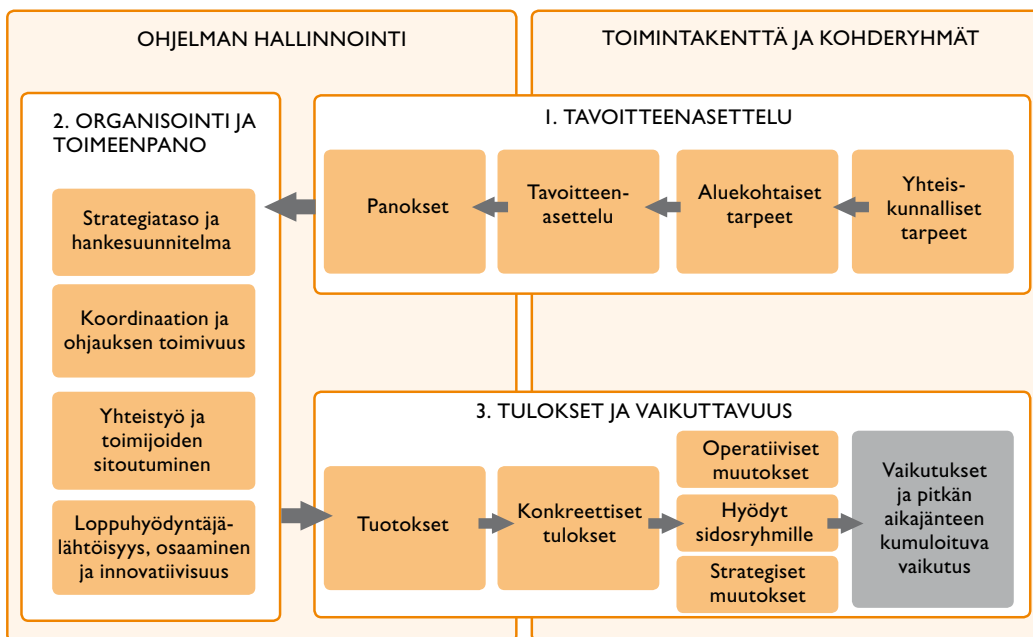 OHJELMAN HALLINNOINTI
TOIMINTAKENTTÄ JA KOHDERYHMÄT
1. TAVOITTEENASETTELU
Panokset
Tavoitteen-
asettelu
Aluekohtaiset
tarpeet
Yhteis-
kunnalliset
tarpeet
2. ORGANISOINTI JA
TOIMEENPANO
Strategiataso ja
hankesuunnitelma
Koordinaation ja
ohjauksen toimivuus
Yhteistyö ja
toimijoiden
sitoutuminen
Loppuhyödyntäjä-
lähtöisyys, osaaminen
ja innovatiivisuus
3. TULOKSET JA VAIKUTTAVUUS
Tuotokset
Konkreettiset
tulokset
Operatiiviset
muutokset
Hyödyt
sidosryhmille
Strategiset
muutokset
Vaikutukset
ja pitkän
aikajänteen
kumuloituva
vaikutus